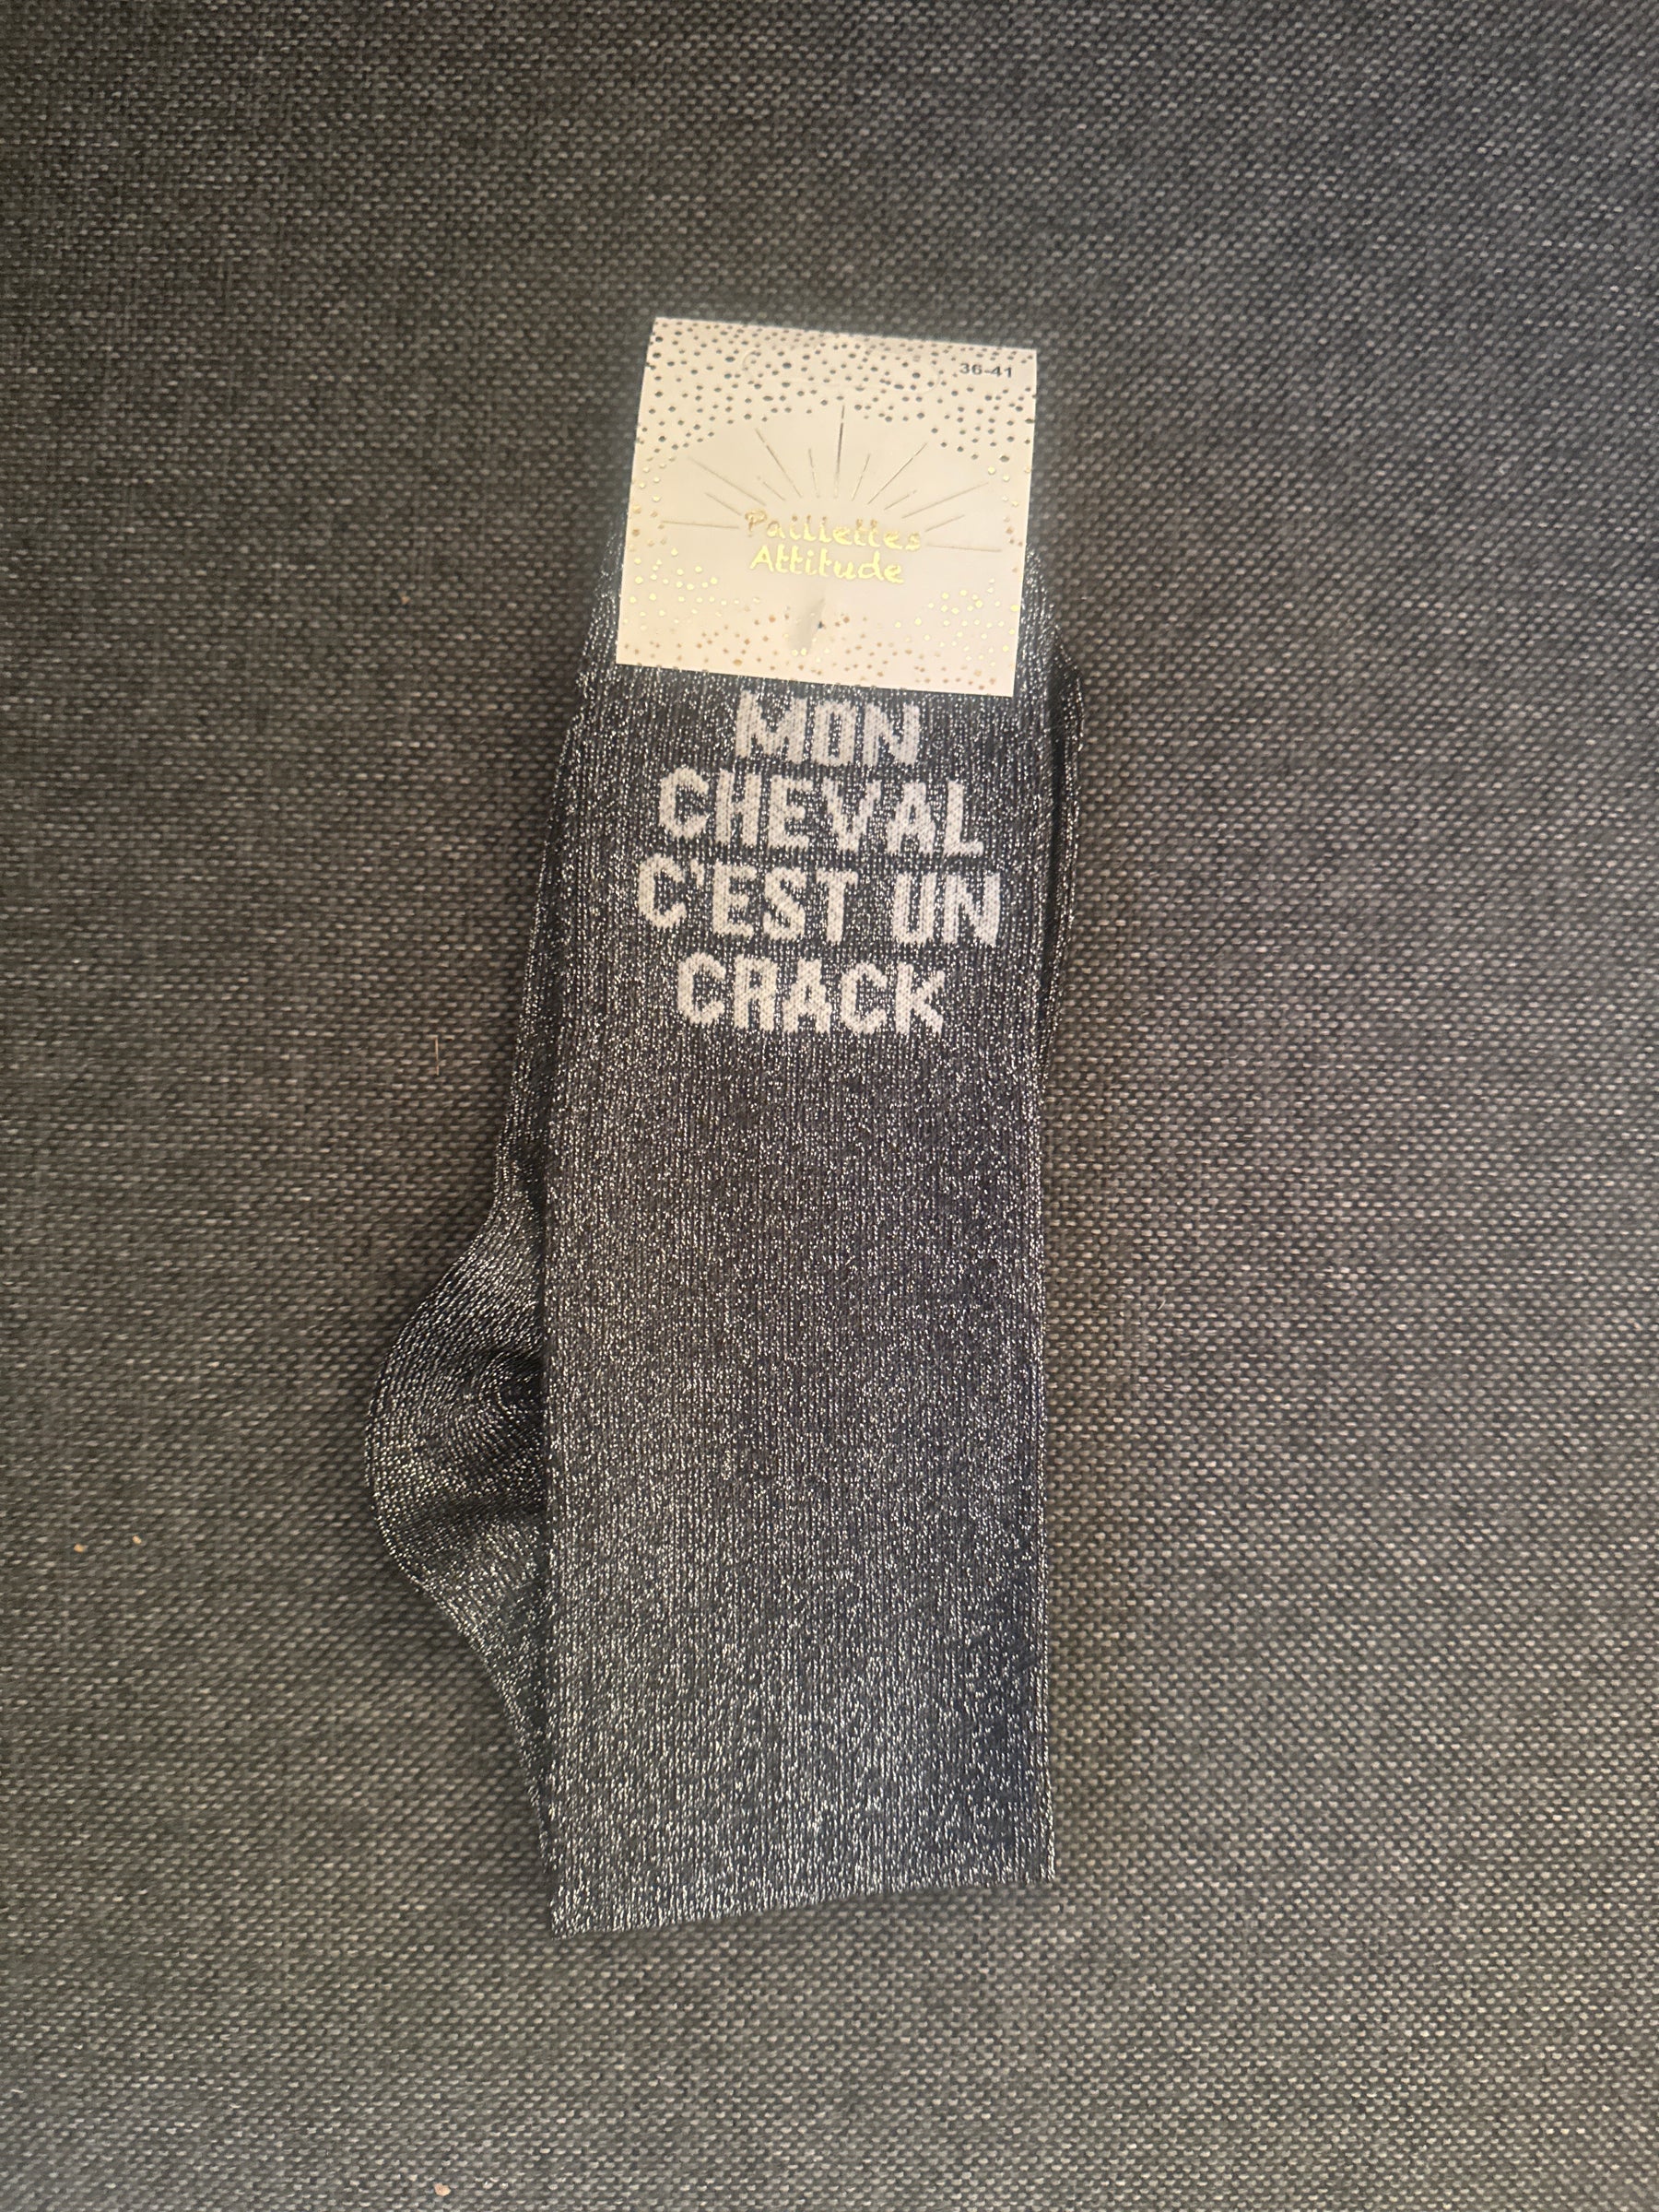 36-41
Paillettes
Attitude
MON
CHEVAL
C'EST UN
CRACK